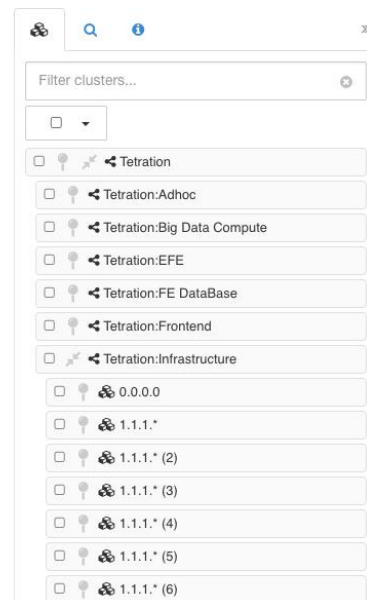 Filter clusters...
Tetration
Tetration:Adhoc
Tetration:Big Data Compute
Tetration:EFE
Tetration:FE DataBase
Tetration:Frontend
Tetration:Infrastructure
0.0.0.0
1.1.1.*
1.1.1.* (2)
1.1.1.* (3)
1.1.1.* (4)
1.1.1.* (5)
1.1.1.* (6)